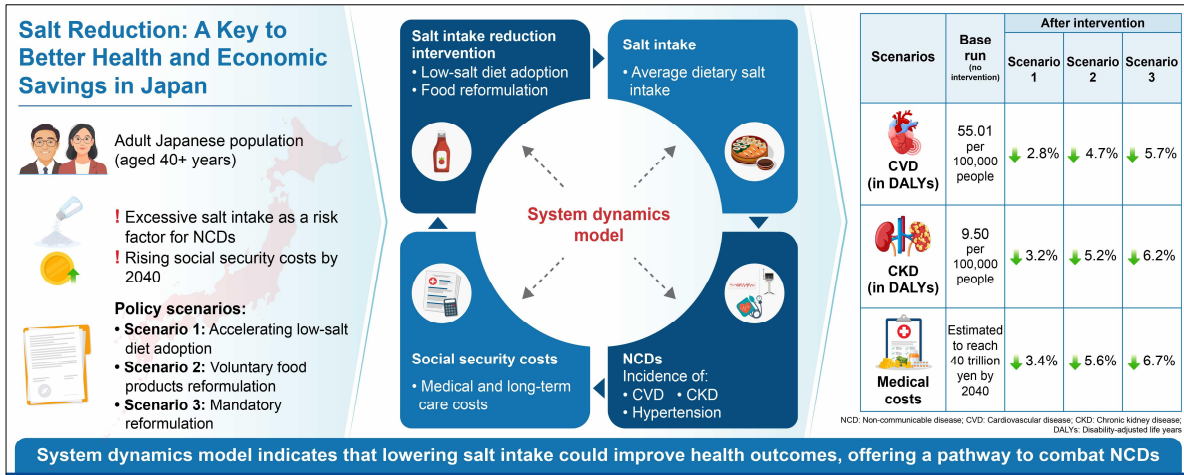 Salt Reduction: A Key to
Better Health and Economic
Savings in Japan
Adult Japanese population
(aged 40+ years)
! Excessive salt intake as a risk
factor for NCDs
! Rising social security costs by
2040
Policy scenarios:
• Scenario 1: Accelerating low-salt
diet adoption
• Scenario 2: Voluntary food
products reformulation
• Scenario 3: Mandatory
reformulation
Salt intake reduction
intervention
• Low-salt diet adoption
• Food reformulation
Salt intake
• Average dietary salt
intake
System dynamics
model
Social security costs
• Medical and long-term
care costs
NCDs
Incidence of:
• CVD • CKD
• Hypertension
Scenarios
Base
run
(no
intervention)
After intervention
Scenario
1
Scenario
2
Scenario
3
CVD
(in DALYs)
55.01
per
100,000
people
2.8%
4.7%
5.7%
CKD
(in DALYs)
9.50
per
100,000
people
3.2%
5.2%
6.2%
Medical
costs
Estimated
to reach
40 trillion
yen by
2040
3.4%
5.6%
6.7%
NCD: Non-communicable disease; CVD: Cardiovascular disease; CKD: Chronic kidney disease;
DALYs: Disability-adjusted life years
System dynamics model indicates that lowering salt intake could improve health outcomes, offering a pathway to combat NCDs